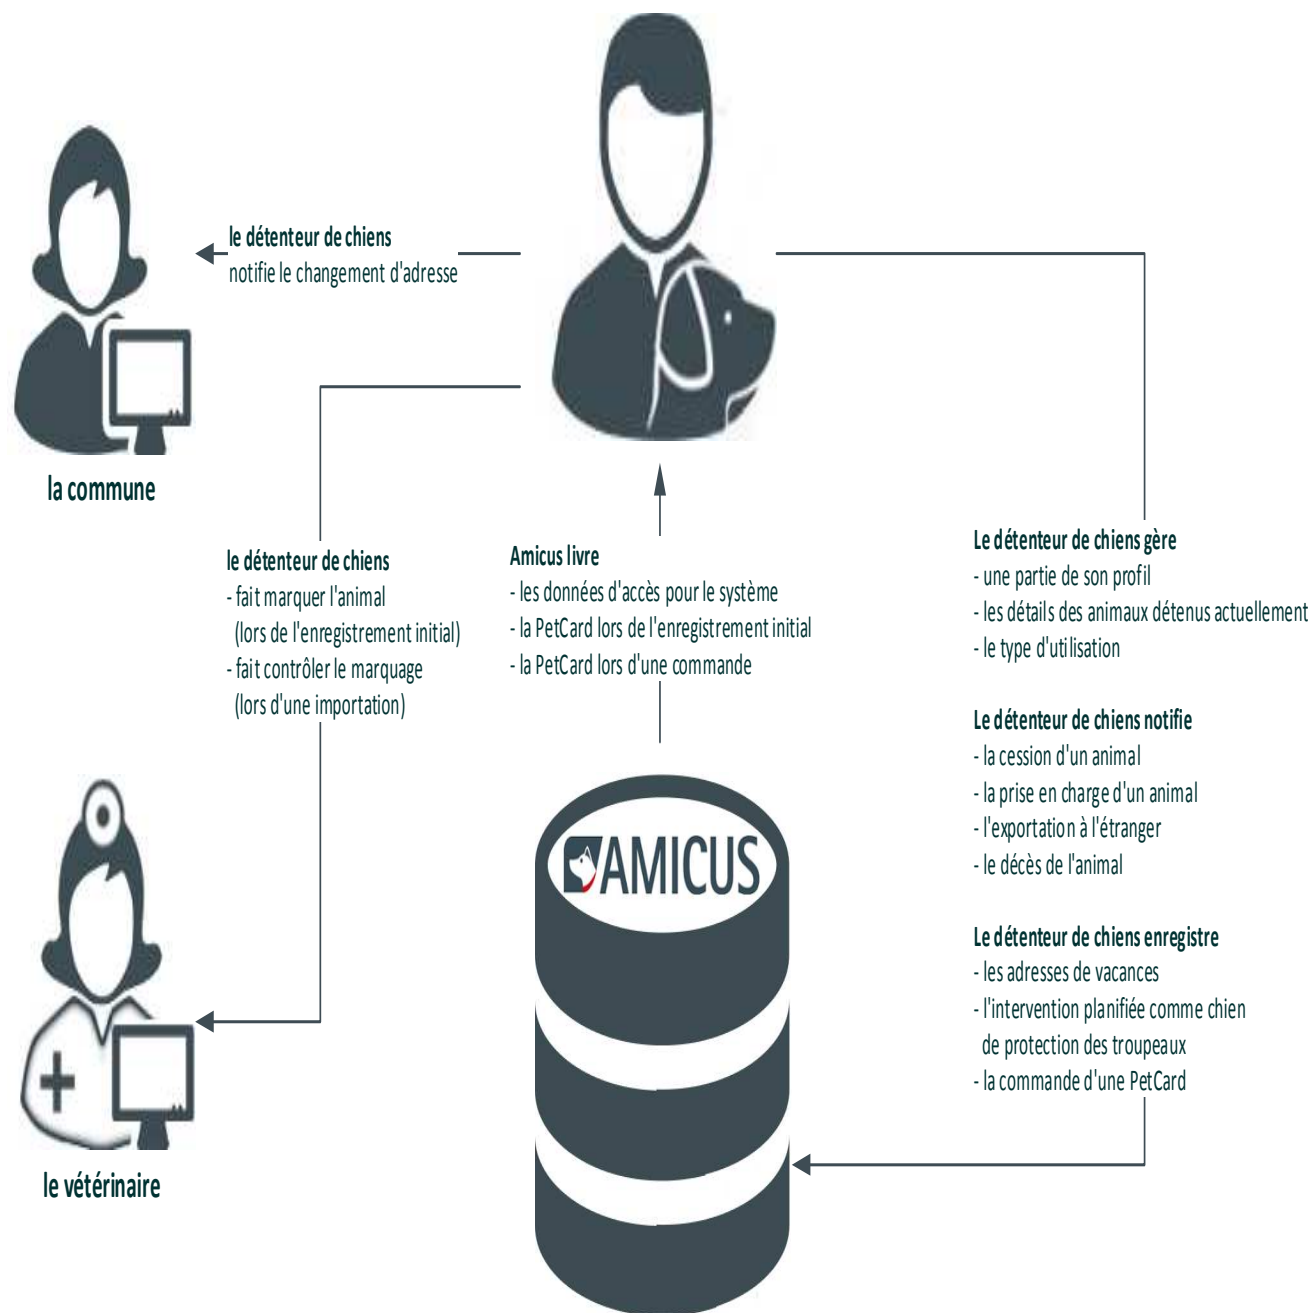 le détenteur de chiens
notifie le changement d'adresse
la commune
le détenteur de chiens
- fait marquer l'animal
(lors de l'enregistrement initial)
- fait contrôler le marquage
(lors d'une importation)
Amicus livre
- les données d'accès pour le système
- la PetCard lors de l'enregistrement initial
- la PetCard lors d'une commande
Le détenteur de chiens gère
- une partie de son profil
- les détails des animaux détenus actuellement
- le type d'utilisation
Le détenteur de chiens notifie
- la cession d'un animal
- la prise en charge d'un animal
- l'exportation à l'étranger
- le décès de l'animal
Le détenteur de chiens enregistre
- les adresses de vacances
- l'intervention planifiée comme chien
de protection des troupeaux
- la commande d'une PetCard
AMICUS
le vétérinaire